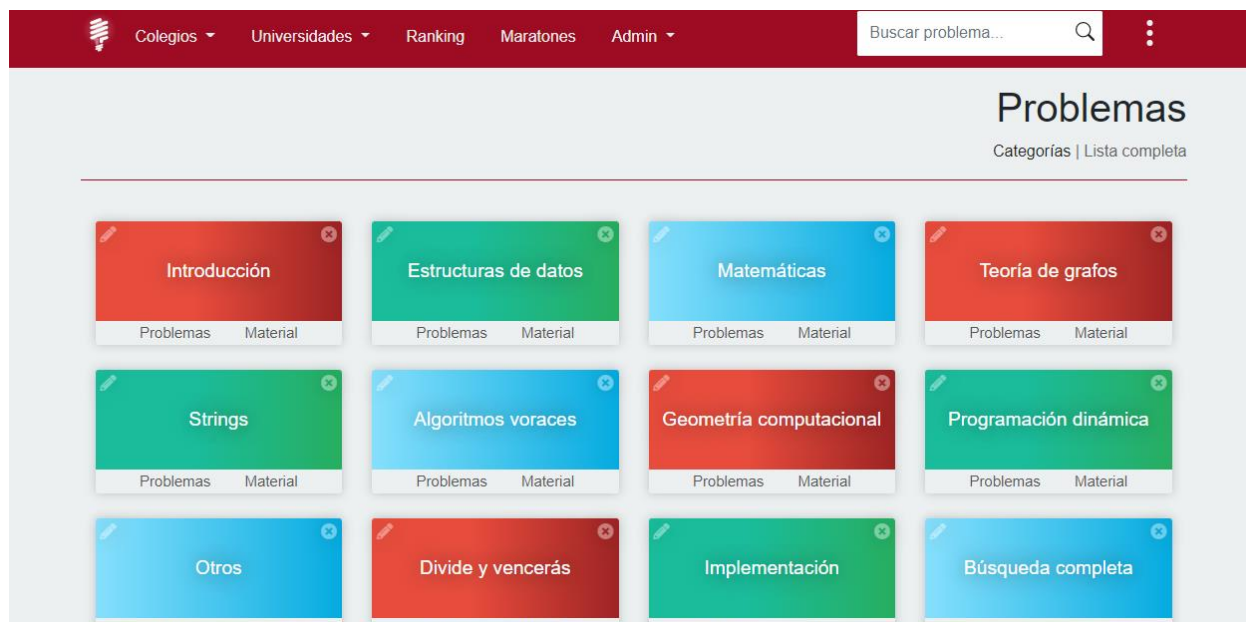 Colegios Universidades Ranking Maratones Admin Buscar problema...
Problemas
Categorías | Lista completa
Introducción Estructuras de datos Matemáticas Teoría de grafos
Problemas Material Problemas Material Problemas Material Problemas Material
Strings Algoritmos voraces Geometría computacional Programación dinámica
Problemas Material Problemas Material Problemas Material Problemas Material
Otros Divide y vencerás Implementación Búsqueda completa